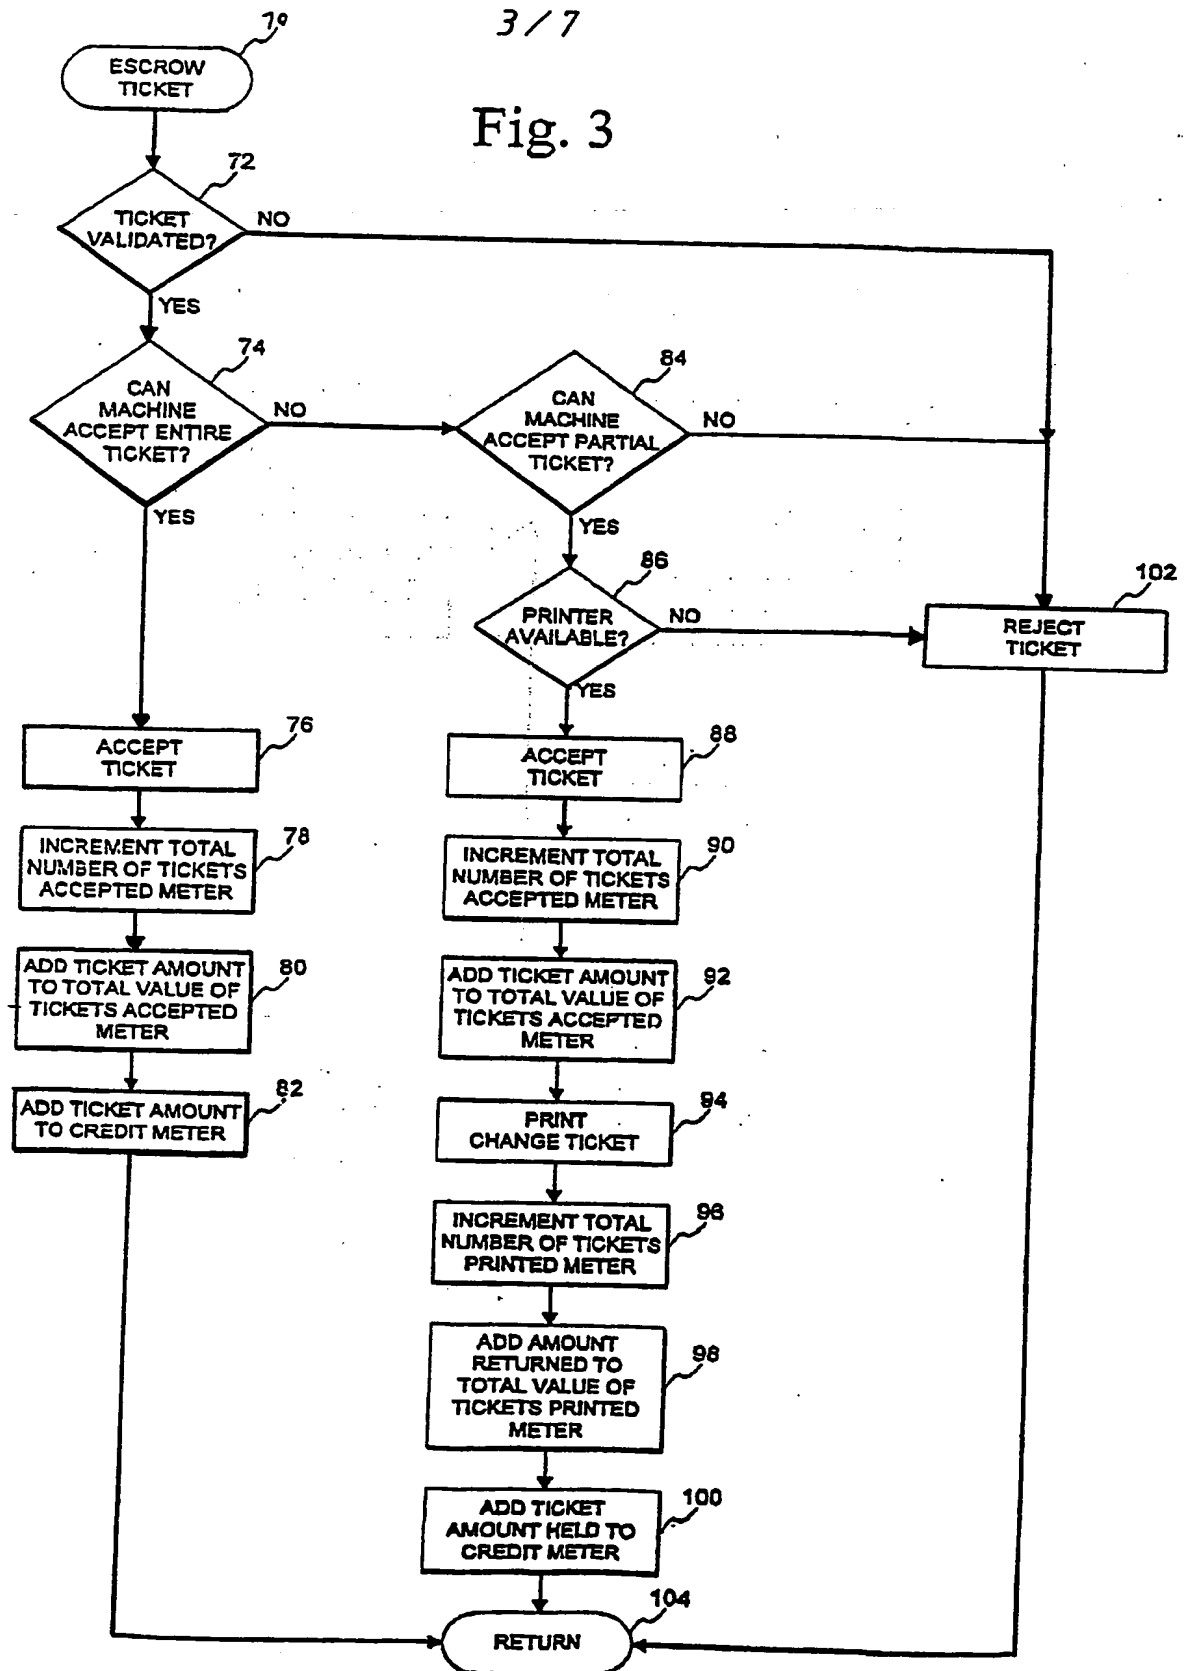 3/7
Fig. 3
79
ESCROW
TICKET
72
TICKET
VALIDATED?
NO
YES
74
CAN
MACHINE
ACCEPT ENTIRE
TICKET?
NO
YES
84
CAN
MACHINE
ACCEPT PARTIAL
TICKET?
NO
YES
86
PRINTER
AVAILABLE?
NO
YES
102
REJECT
TICKET
76
ACCEPT
TICKET
78
INCREMENT TOTAL
NUMBER OF TICKETS
ACCEPTED METER
80
ADD TICKET AMOUNT
TO TOTAL VALUE OF
TICKETS ACCEPTED
METER
82
ADD TICKET AMOUNT
TO CREDIT METER
88
ACCEPT
TICKET
90
INCREMENT TOTAL
NUMBER OF TICKETS
ACCEPTED METER
92
ADD TICKET AMOUNT
TO TOTAL VALUE OF
TICKETS ACCEPTED
METER
94
PRINT
CHANGE TICKET
96
INCREMENT TOTAL
NUMBER OF TICKETS
PRINTED METER
98
ADD AMOUNT
RETURNED TO
TOTAL VALUE OF
TICKETS PRINTED
METER
100
ADD TICKET
AMOUNT HELD TO
CREDIT METER
104
RETURN